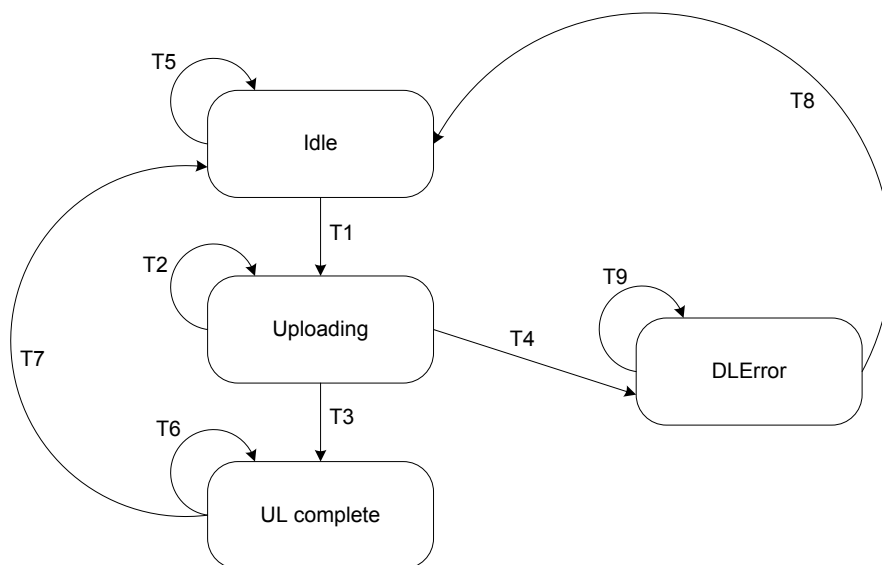 T5
T8
Idle
T1
T2
T9
Uploading
T4
T7
DLError
T3
T6
UL complete